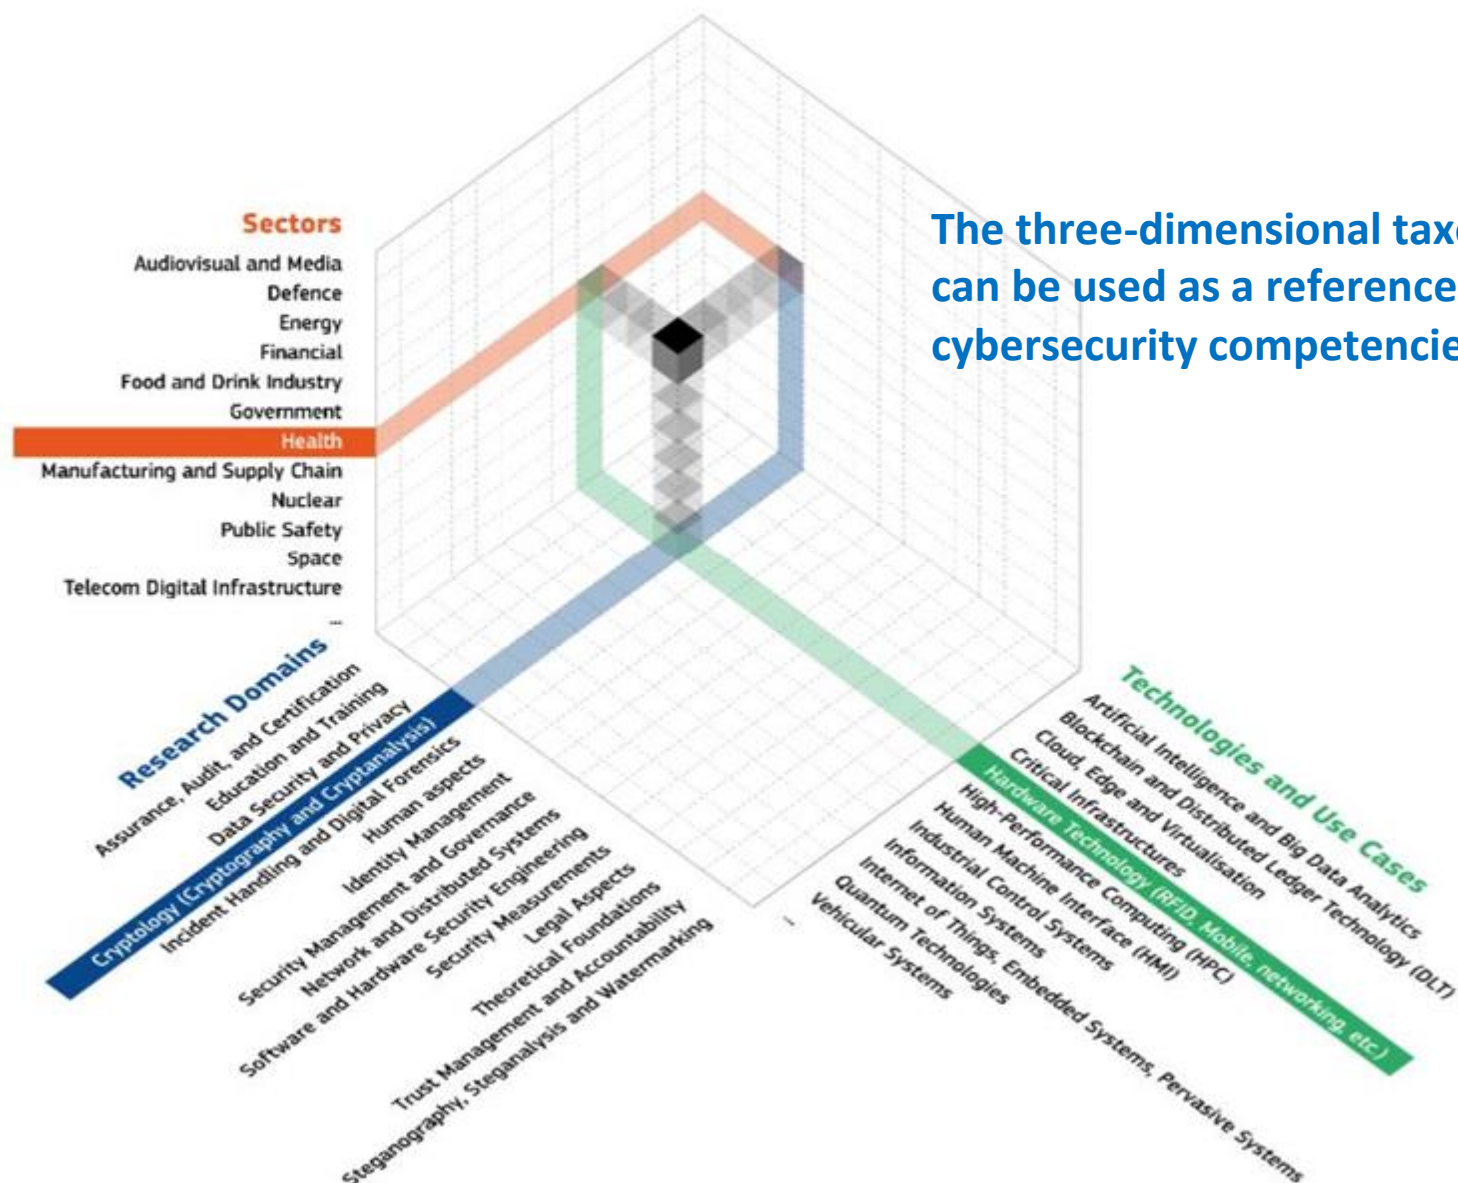 The three-dimensional taxo
can be used as a reference
cybersecurity competencie
Sectors
Audiovisual and Media
Defence
Energy
Financial
Food and Drink Industry
Government
Health
Manufacturing and Supply Chain
Nuclear
Public Safety
Space
Telecom Digital Infrastructure
...
Research Domains
Assurance, Audit, and Certification
Education and Training
Data Security and Privacy
Cryptology (Cryptography and Cryptanalysis)
Incident Handling and Digital Forensics
Human aspects
Identity Management
Security Management and Governance
Network and Distributed Systems
Software and Hardware Security Engineering
Security Measurements
Legal Aspects
Theoretical Foundations
Trust Management and Accountability
Steganography, Steganalysis and Watermarking
Technologies and Use Cases
Artificial Intelligence and Big Data Analytics
Blockchain and Distributed Ledger Technology (DLT)
Cloud, Edge and Virtualisation
Critical Infrastructures
Hardware Technology (RFID, Mobile, networking, etc.)
High-Performance Computing (HPC)
Human Machine Interface (HMI)
Industrial Control Systems
Information Systems
Internet of Things, Embedded Systems, Pervasive Systems
Quantum Technologies
Vehicular Systems
...